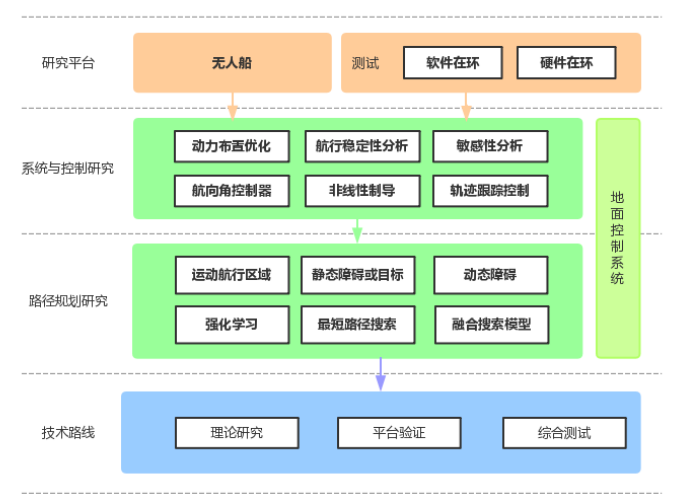 研究平台
无人船
测试
软件在环
硬件在环
系统与控制研究
动力布置优化
航行稳定性分析
敏感性分析
航向角控制器
非线性制导
轨迹跟踪控制
地面控制系统
路径规划研究
运动航行区域
静态障碍或目标
动态障碍
强化学习
最短路径搜索
融合搜索模型
技术路线
理论研究
平台验证
综合测试